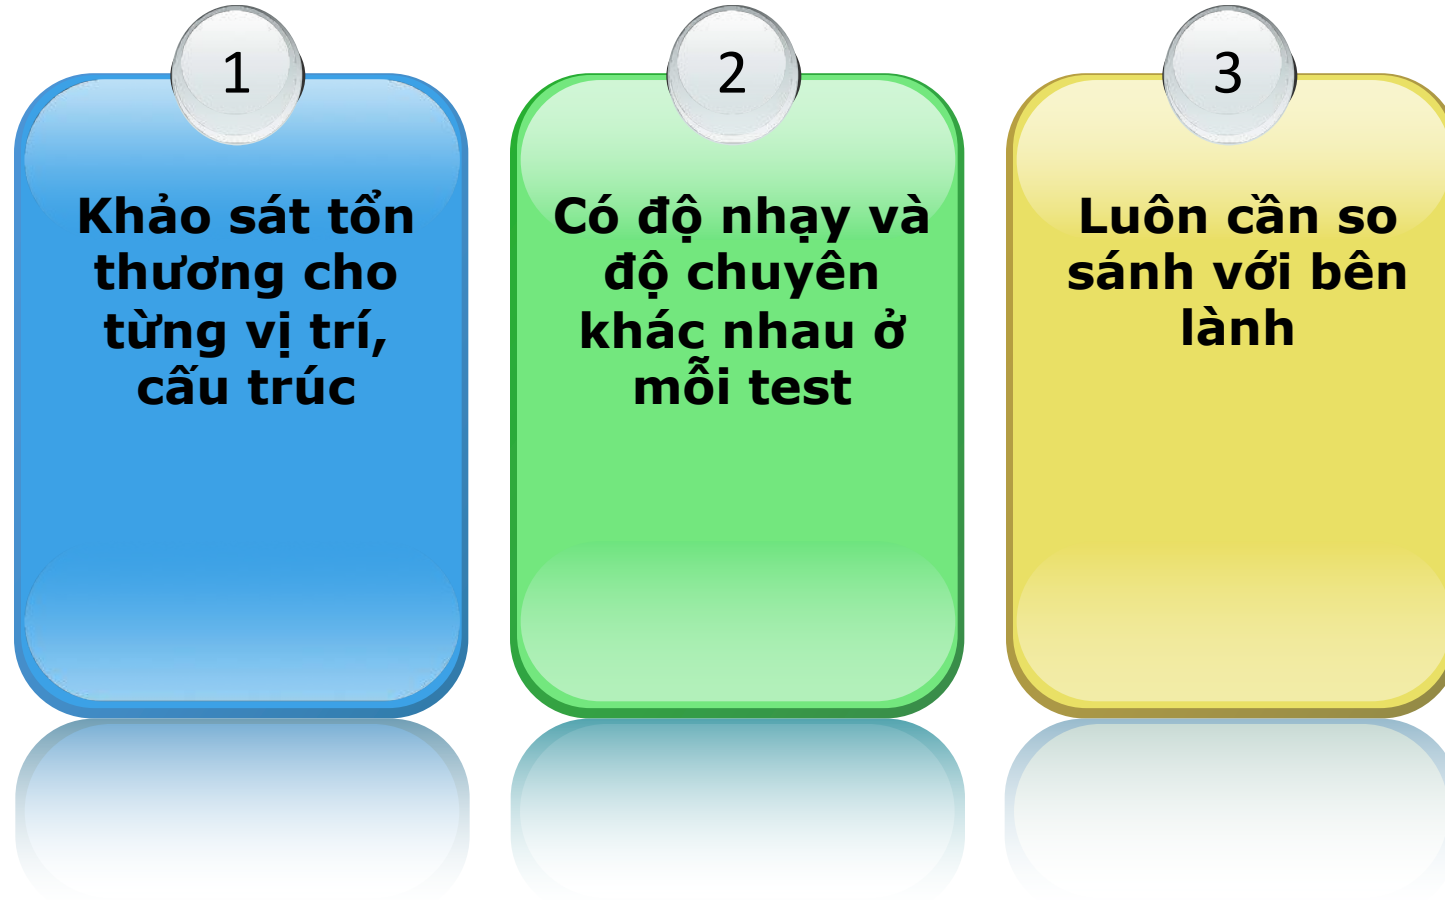 1
Khảo sát tổn
thương cho
từng vị trí,
cấu trúc
2
Có độ nhạy và
độ chuyên
khác nhau ở
mỗi test
3
Luôn cần so
sánh với bên
lành